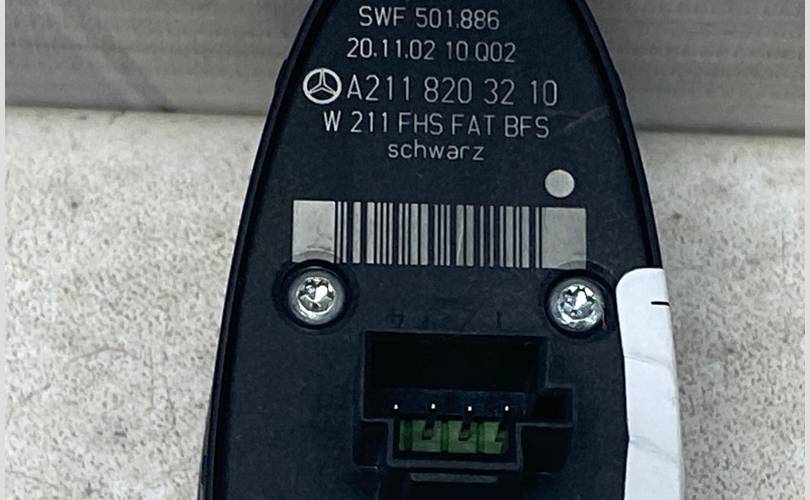 SWF 501.886
20.11.02 10 Q02
A211 820 32 10
W 211 FHS FAT BFS
schwarz